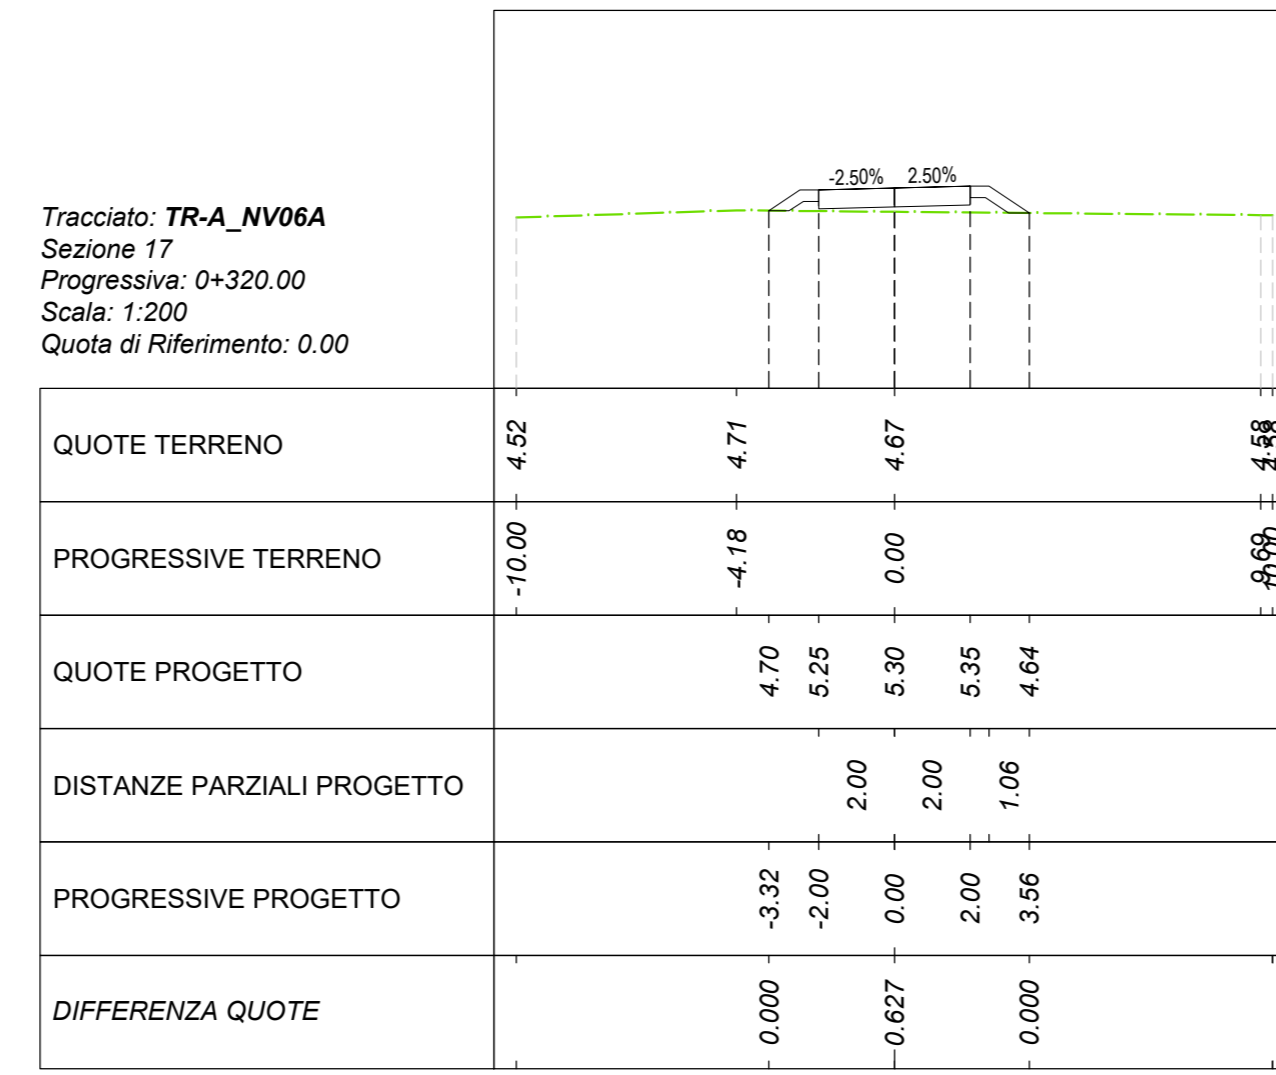 -2.50% 2.50%
Tracciato: TR-A_NV06A
Sezione 17
Progressiva: 0+320.00
Scala: 1:200
Quota di Riferimento: 0.00
QUOTE TERRENO 4.52 4.71 4.67 4.58 4.58
PROGRESSIVE TERRENO -10.00 -4.18 0.00 9.69 10.00
QUOTE PROGETTO 4.70 5.25 5.30 5.35 4.64
DISTANZE PARZIALI PROGETTO 2.00 2.00 1.06
PROGRESSIVE PROGETTO -3.32 -2.00 0.00 2.00 3.56
DIFFERENZA QUOTE 0.000 0.627 0.000